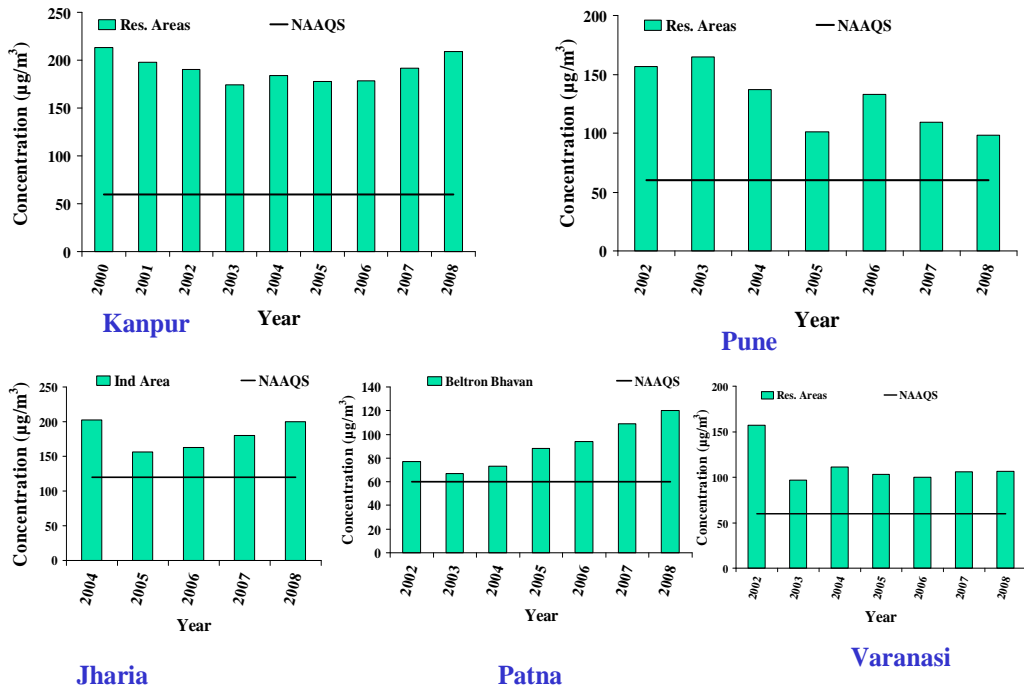 Res. Areas NAAQS
Concentration (µg/m³)
250
200
150
100
50
0
2000 2001 2002 2003 2004 2005 2006 2007 2008
Year
Kanpur
Res. Areas NAAQS
Concentration (µg/m³)
200
150
100
50
0
2002 2003 2004 2005 2006 2007 2008
Year
Pune
Ind Area NAAQS
Concentration (µg/m³)
250
200
150
100
50
0
2004 2005 2006 2007 2008
Year
Jharia
Beltron Bhavan NAAQS
Concentration (µg/m³)
140
120
100
80
60
40
20
0
2002 2003 2004 2005 2006 2007 2008
Year
Patna
Res. Areas NAAQS
Concentration (µg/m³)
200
150
100
50
0
2002 2003 2004 2005 2006 2007 2008
Year
Varanasi